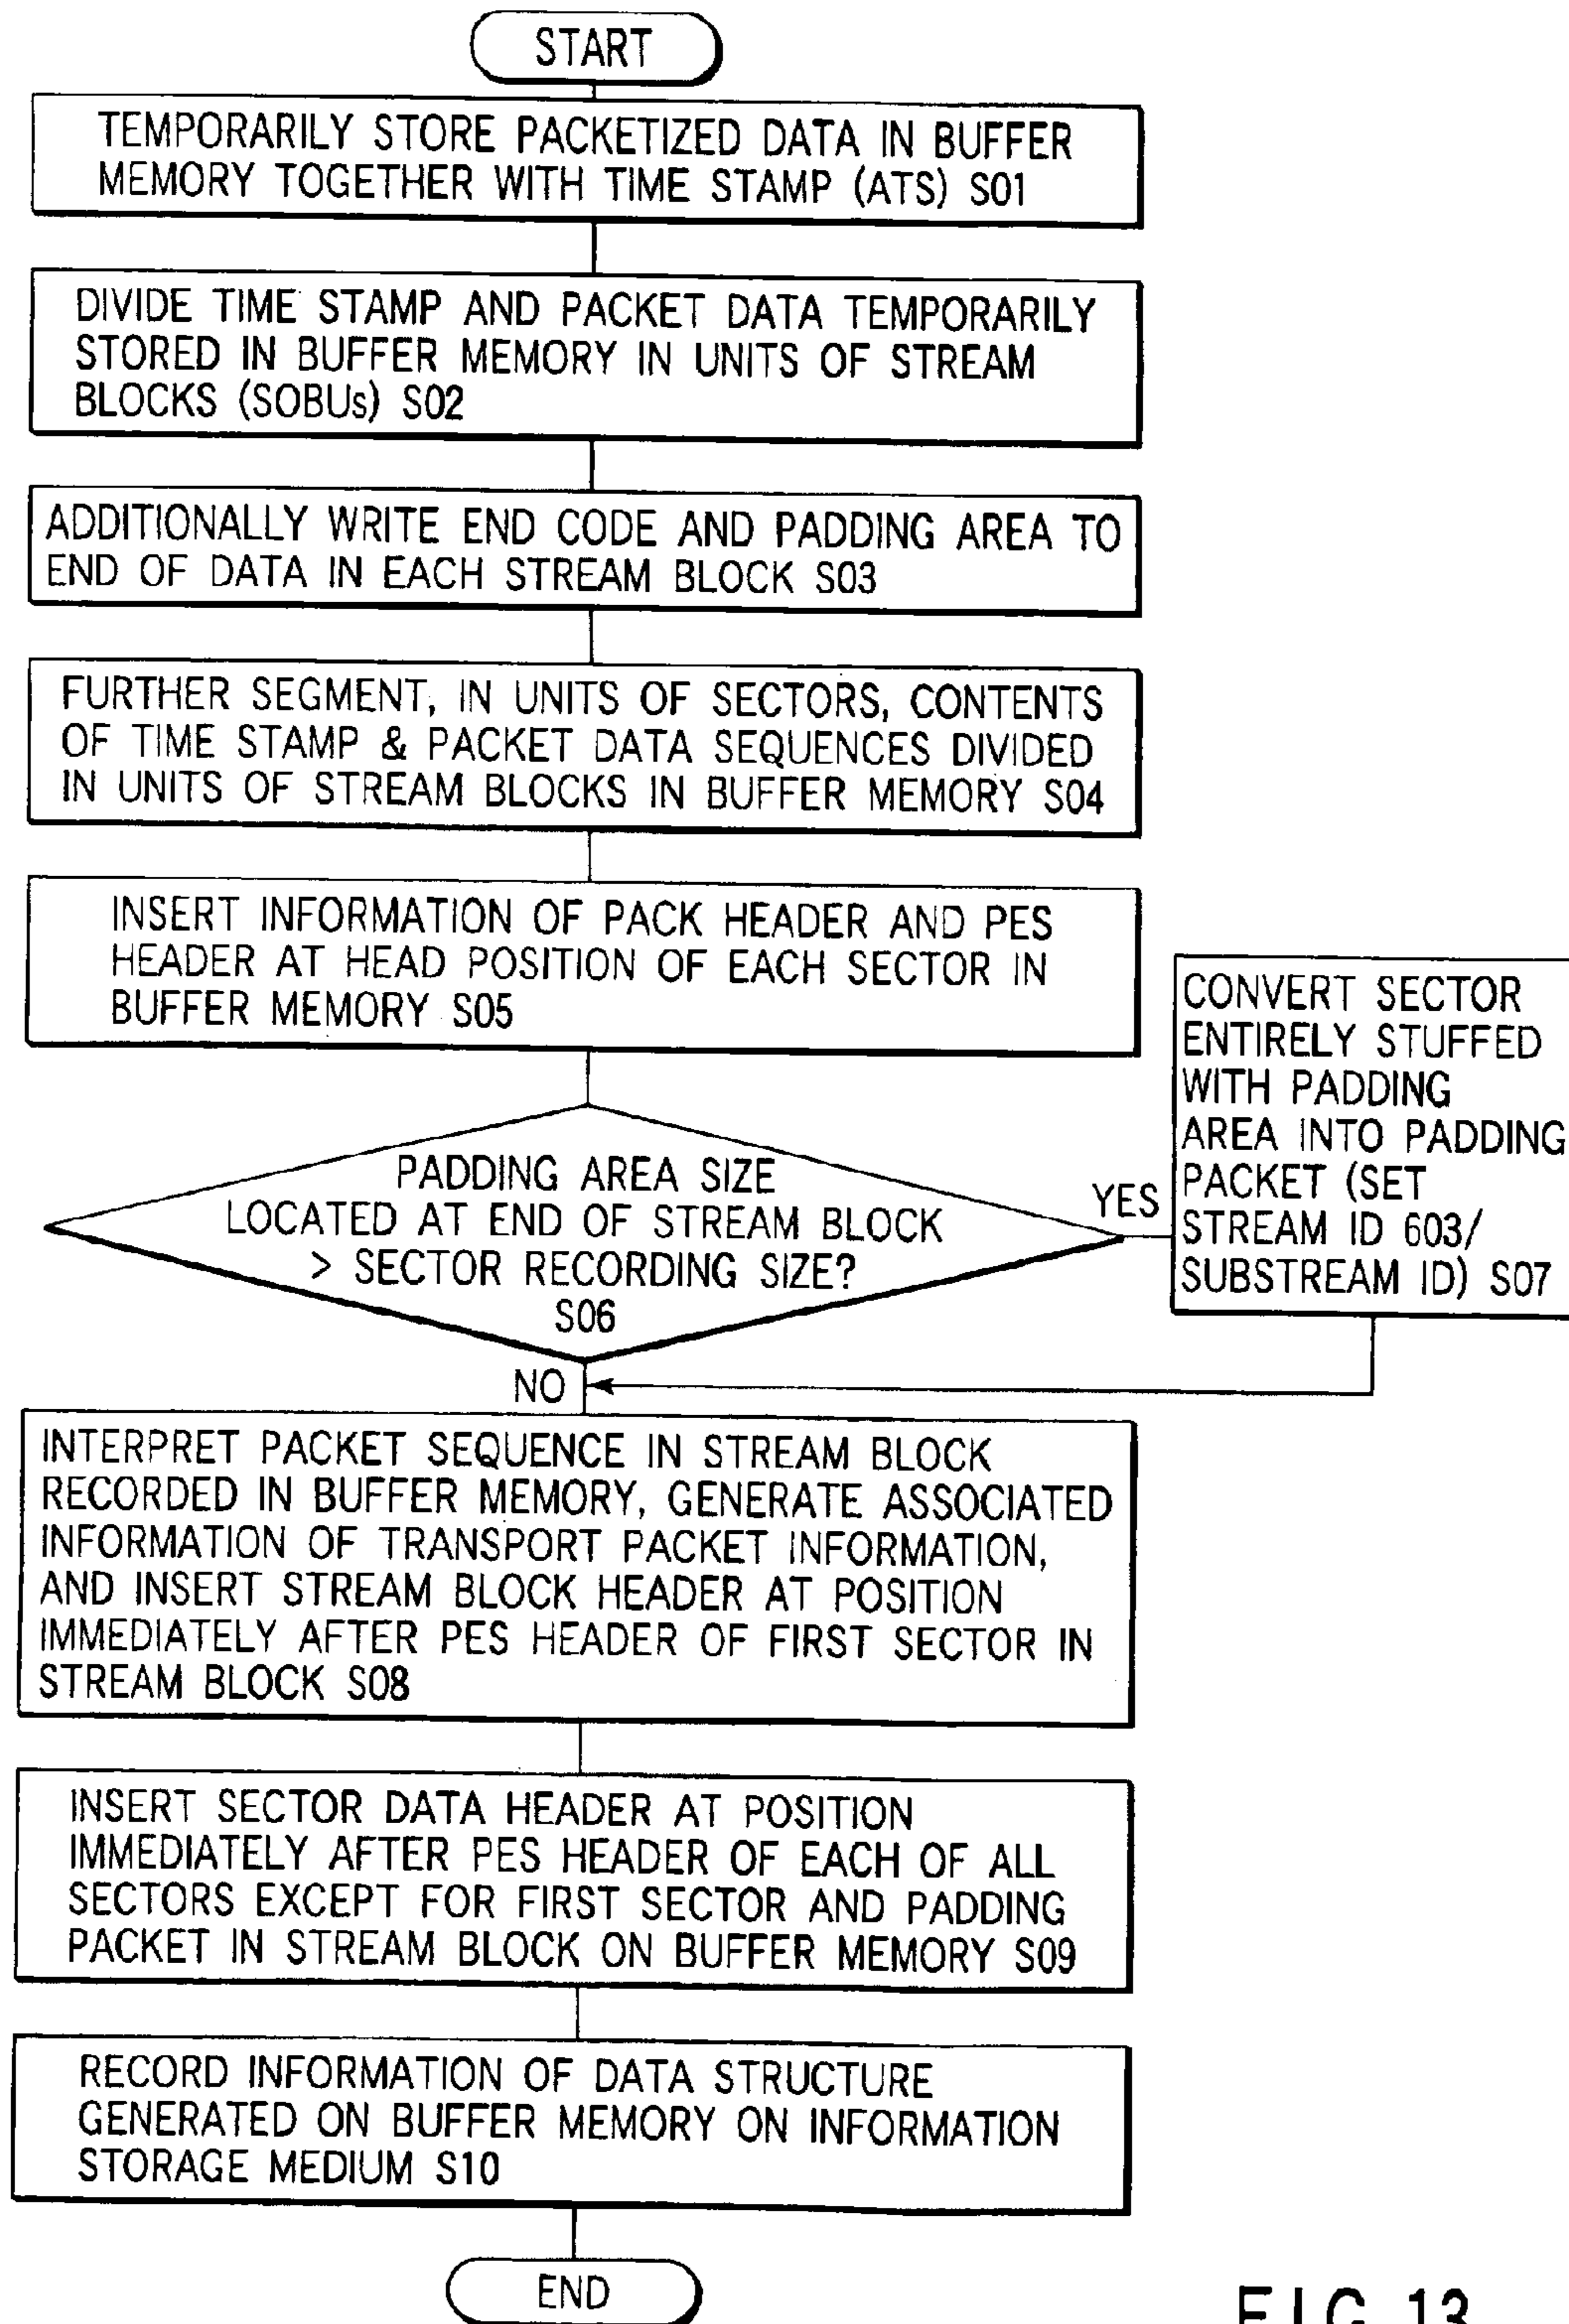 START
TEMPORARILY STORE PACKETIZED DATA IN BUFFER
MEMORY TOGETHER WITH TIME STAMP (ATS) S01
DIVIDE TIME STAMP AND PACKET DATA TEMPORARILY
STORED IN BUFFER MEMORY IN UNITS OF STREAM
BLOCKS (SOBUs) S02
ADDITIONALLY WRITE END CODE AND PADDING AREA TO
END OF DATA IN EACH STREAM BLOCK S03
FURTHER SEGMENT, IN UNITS OF SECTORS, CONTENTS
OF TIME STAMP & PACKET DATA SEQUENCES DIVIDED
IN UNITS OF STREAM BLOCKS IN BUFFER MEMORY S04
INSERT INFORMATION OF PACK HEADER AND PES
HEADER AT HEAD POSITION OF EACH SECTOR IN
BUFFER MEMORY S05
PADDING AREA SIZE
LOCATED AT END OF STREAM BLOCK
> SECTOR RECORDING SIZE?
S06
YES
CONVERT SECTOR
ENTIRELY STUFFED
WITH PADDING
AREA INTO PADDING
PACKET (SET
STREAM ID 603/
SUBSTREAM ID) S07
NO
INTERPRET PACKET SEQUENCE IN STREAM BLOCK
RECORDED IN BUFFER MEMORY, GENERATE ASSOCIATED
INFORMATION OF TRANSPORT PACKET INFORMATION,
AND INSERT STREAM BLOCK HEADER AT POSITION
IMMEDIATELY AFTER PES HEADER OF FIRST SECTOR IN
STREAM BLOCK S08
INSERT SECTOR DATA HEADER AT POSITION
IMMEDIATELY AFTER PES HEADER OF EACH OF ALL
SECTORS EXCEPT FOR FIRST SECTOR AND PADDING
PACKET IN STREAM BLOCK ON BUFFER MEMORY S09
RECORD INFORMATION OF DATA STRUCTURE
GENERATED ON BUFFER MEMORY ON INFORMATION
STORAGE MEDIUM S10
END
FIG. 13